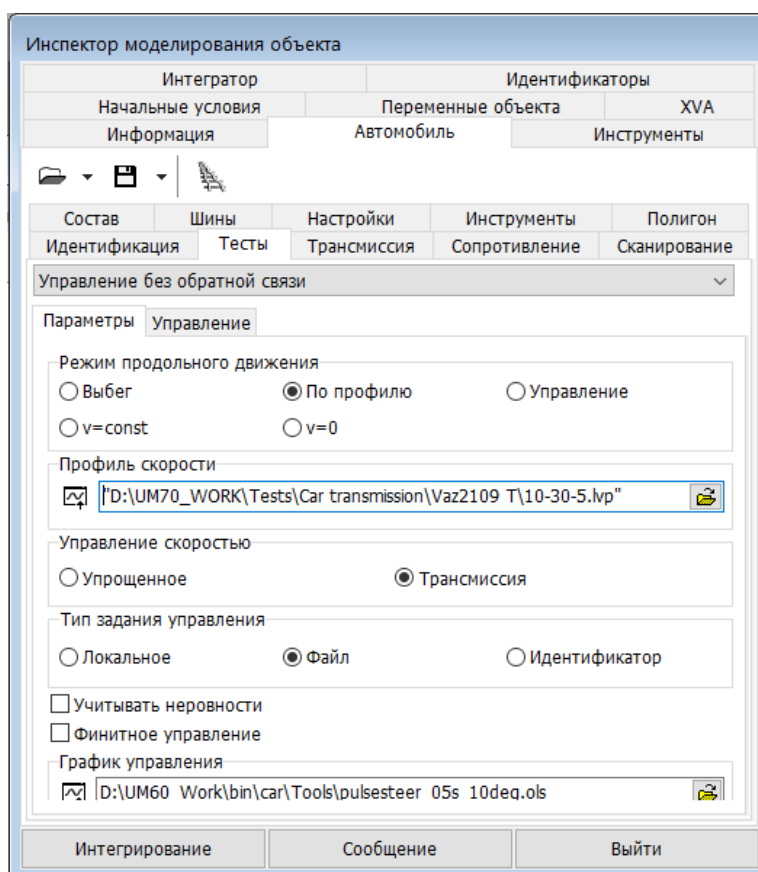 Инспектор моделирования объекта
Интегратор Идентификаторы
Начальные условия Переменные объекта XVA
Информация Автомобиль Инструменты
Состав Шины Настройки Инструменты Полигон
Идентификация Тесты Трансмиссия Сопротивление Сканирование
Управление без обратной связи
Параметры Управление
Режим продольного движения
Выбег По профилю Управление
v=const v=0
Профиль скорости
"D:\UM70_WORK\Tests\Car transmission\Vaz2109 T\10-30-5.lvp"
Управление скоростью
Упрощенное Трансмиссия
Тип задания управления
Локальное Файл Идентификатор
Учитывать неровности
Финитное управление
График управления
D:\UM60_Work\bin\car\Tools\pulsesteer_05s_10deg.ols
Интегрирование Сообщение Выйти